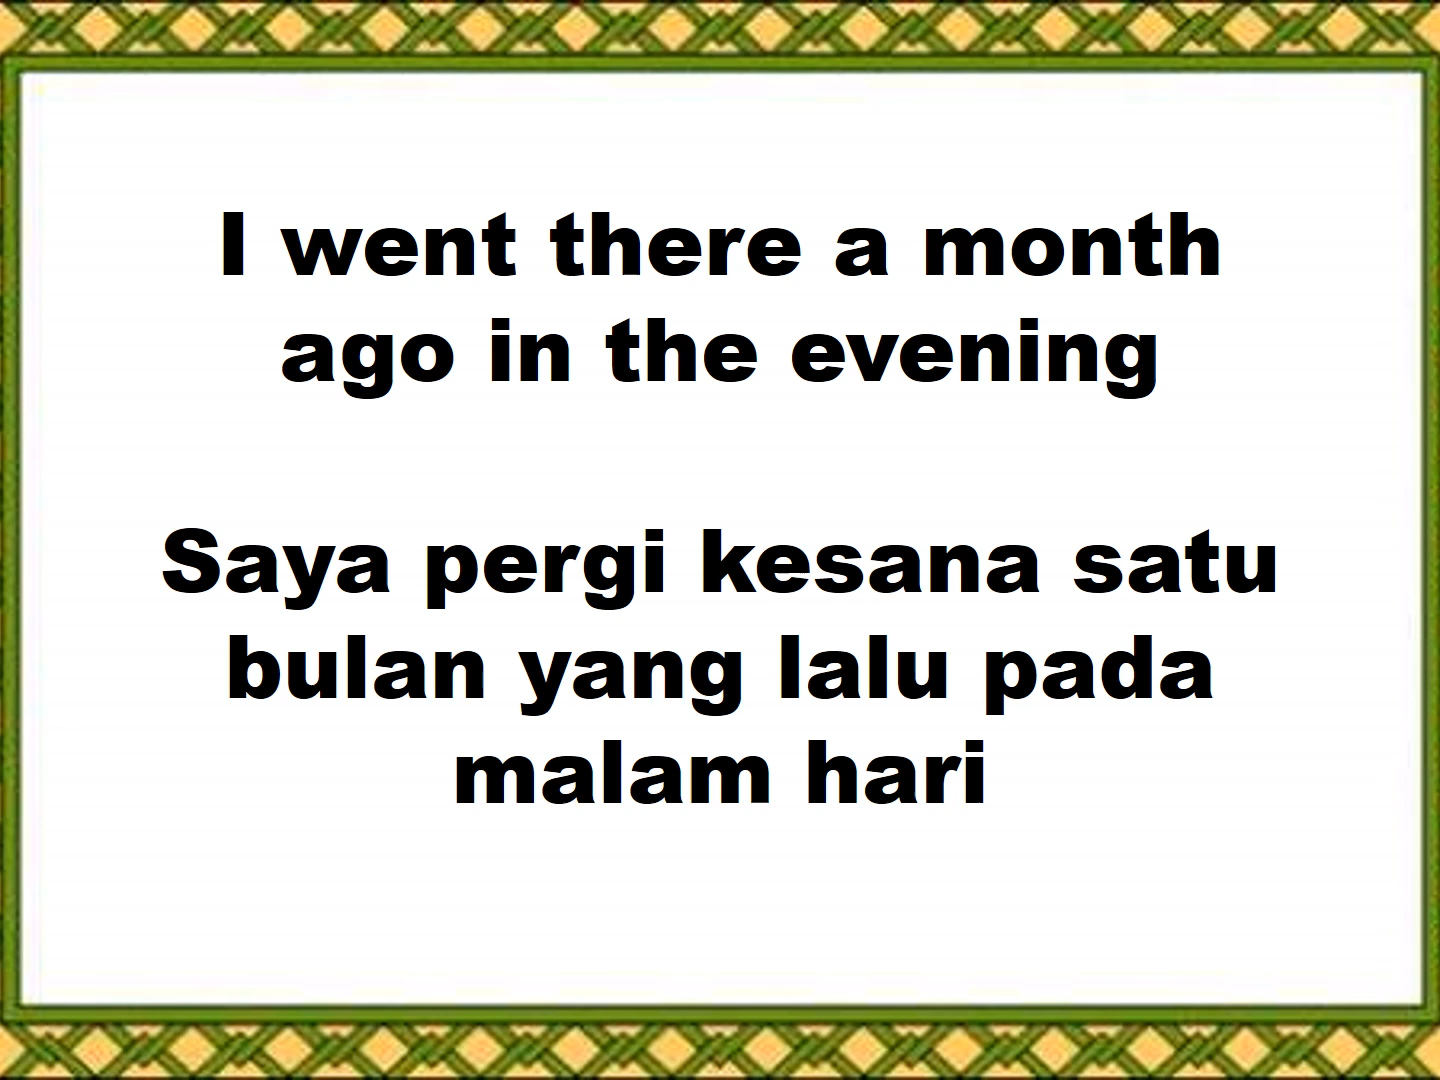 I went there a month
ago in the evening
Saya pergi kesana satu
bulan yang lalu pada
malam hari